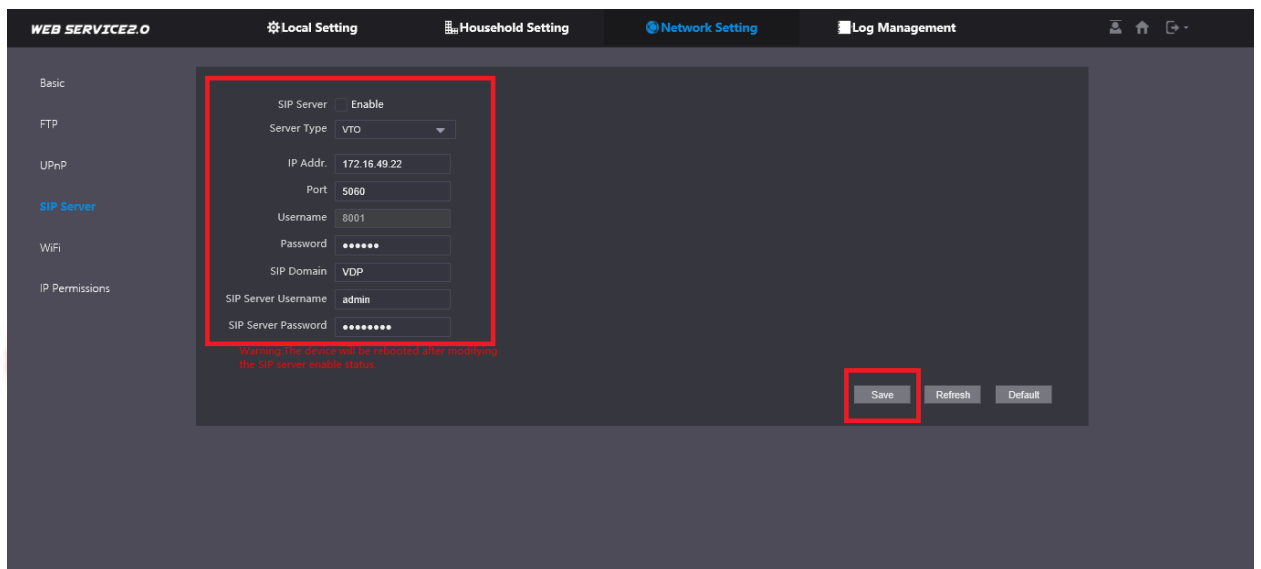 WEB SERVICE2.0
Local Setting
Household Setting
Network Setting
Log Management
Basic
FTP
UPnP
SIP Server
WiFi
IP Permissions
SIP Server Enable
Server Type VTO
IP Addr. 172.16.49.22
Port 5060
Username 8001
Password ••••••
SIP Domain VDP
SIP Server Username admin
SIP Server Password ••••••••
Warning:The device will be rebooted after modifying
the SIP server enable status.
Save Refresh Default